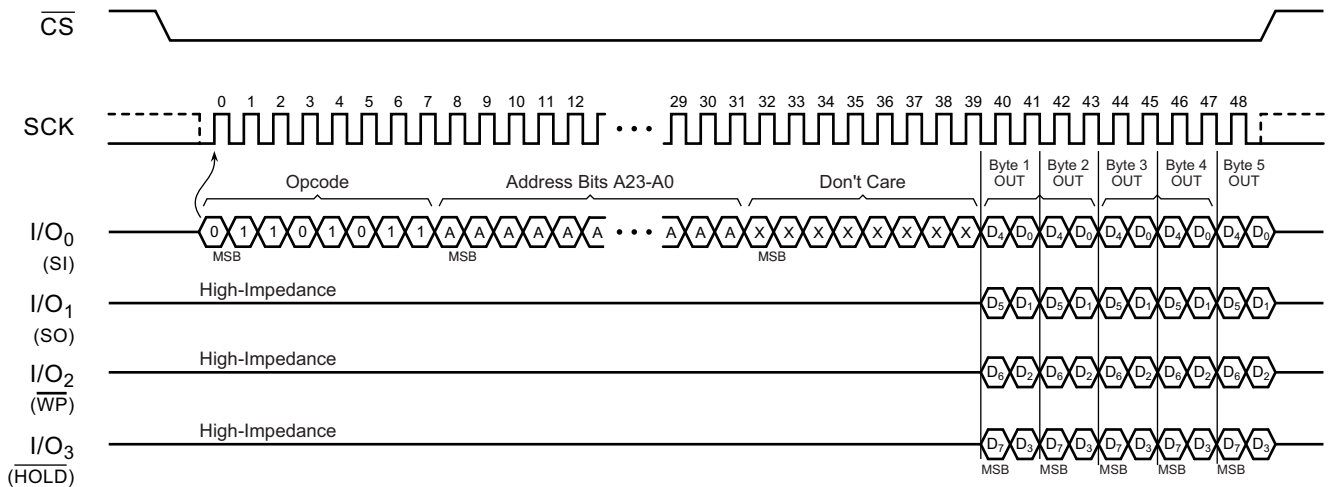 CS
0 1 2 3 4 5 6 7 8 9 10 11 12 29 30 31 32 33 34 35 36 37 38 39 40 41 42 43 44 45 46 47 48
SCK
Opcode Address Bits A23-A0 Don't Care Byte 1 OUT Byte 2 OUT Byte 3 OUT Byte 4 OUT Byte 5 OUT
I/O0 (SI)
0 1 1 0 1 0 1 1 A A A A A A A A A X X X X X X X X D4 D0 D4 D0 D4 D0 D4 D0 D4 D0
MSB MSB MSB
I/O1 (SO)
High-Impedance
D5 D1 D5 D1 D5 D1 D5 D1 D5 D1
I/O2 (WP)
High-Impedance
D6 D2 D6 D2 D6 D2 D6 D2 D6 D2
I/O3 (HOLD)
High-Impedance
D7 D3 D7 D3 D7 D3 D7 D3 D7 D3
MSB MSB MSB MSB MSB